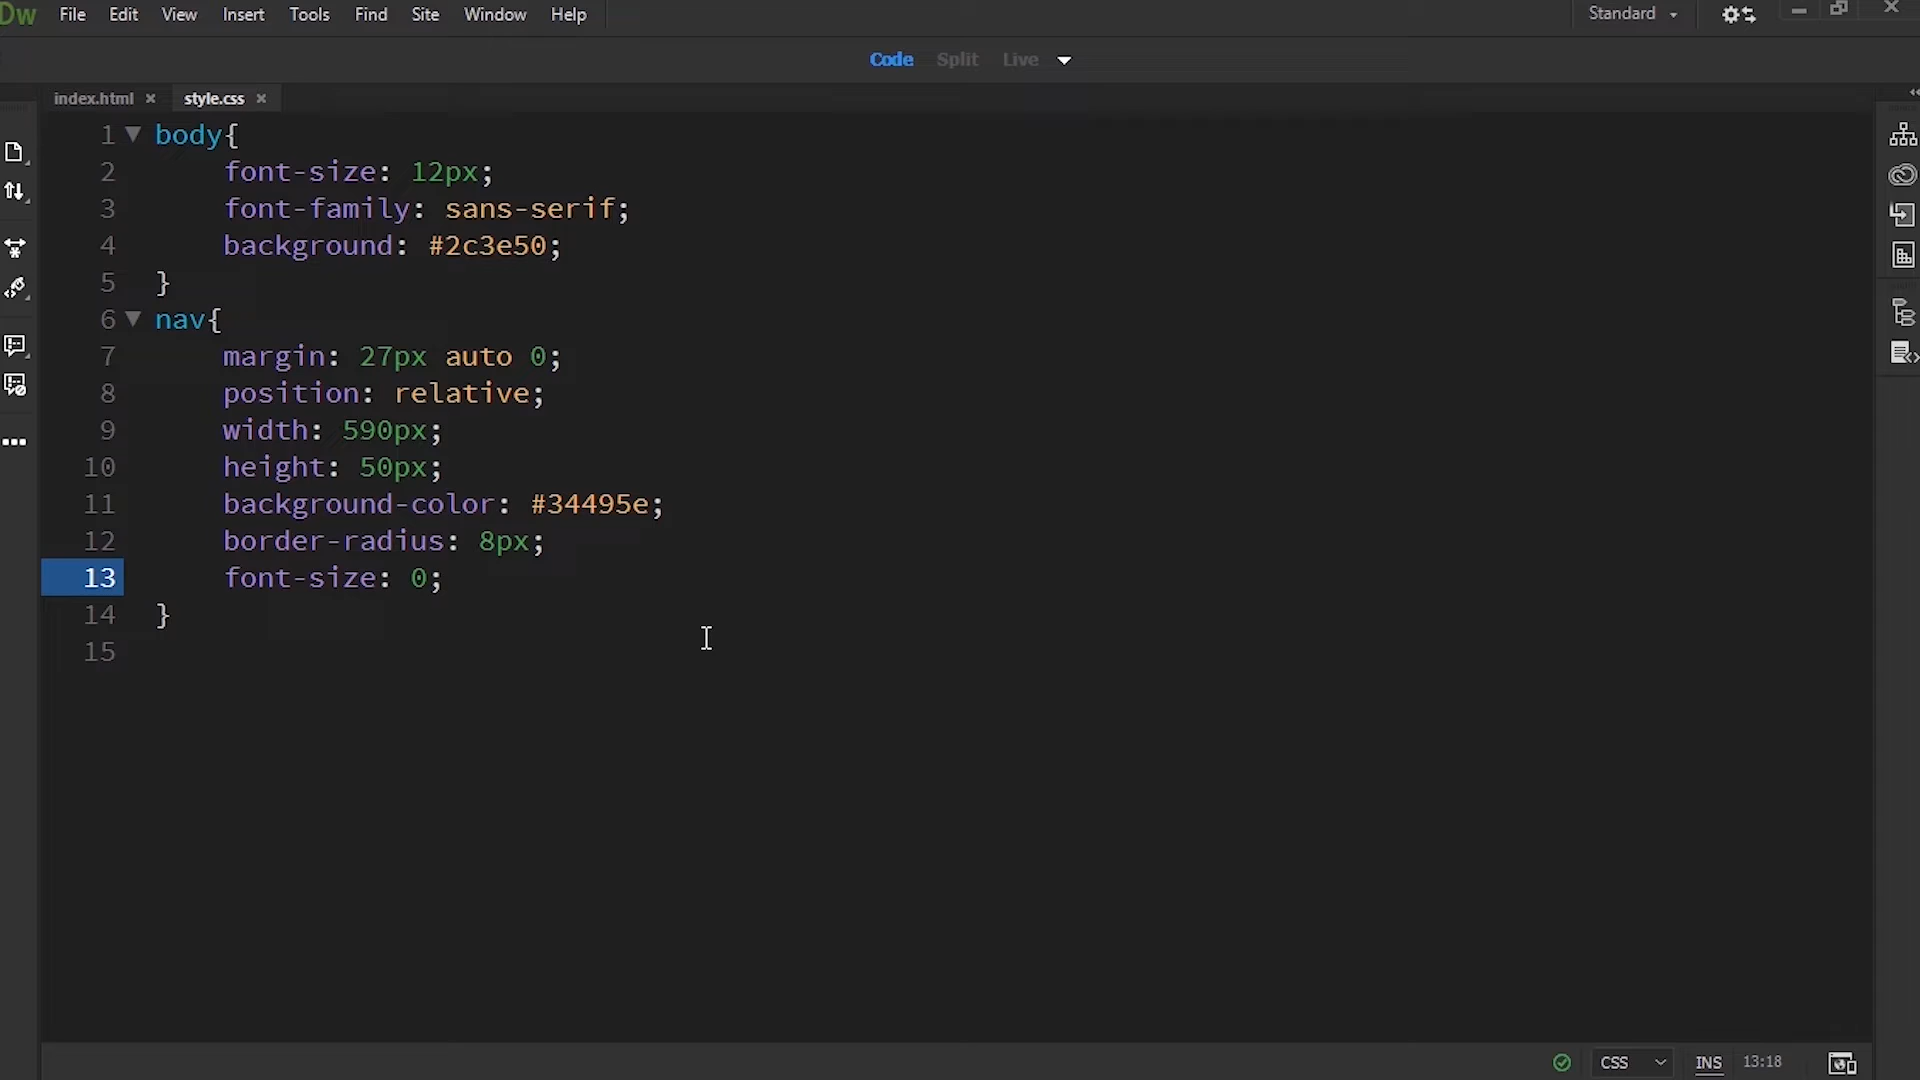 Dw File Edit View Insert Tools Find Site Window Help Standard
Code Split Live
index.html × style.css ×
1 body{
2 font-size: 12px;
3 font-family: sans-serif;
4 background: #2c3e50;
5 }
6 nav{
7 margin: 27px auto 0;
8 position: relative;
9 width: 590px;
10 height: 50px;
11 background-color: #34495e;
12 border-radius: 8px;
13 font-size: 0;
14 }
15
CSS INS 13:18